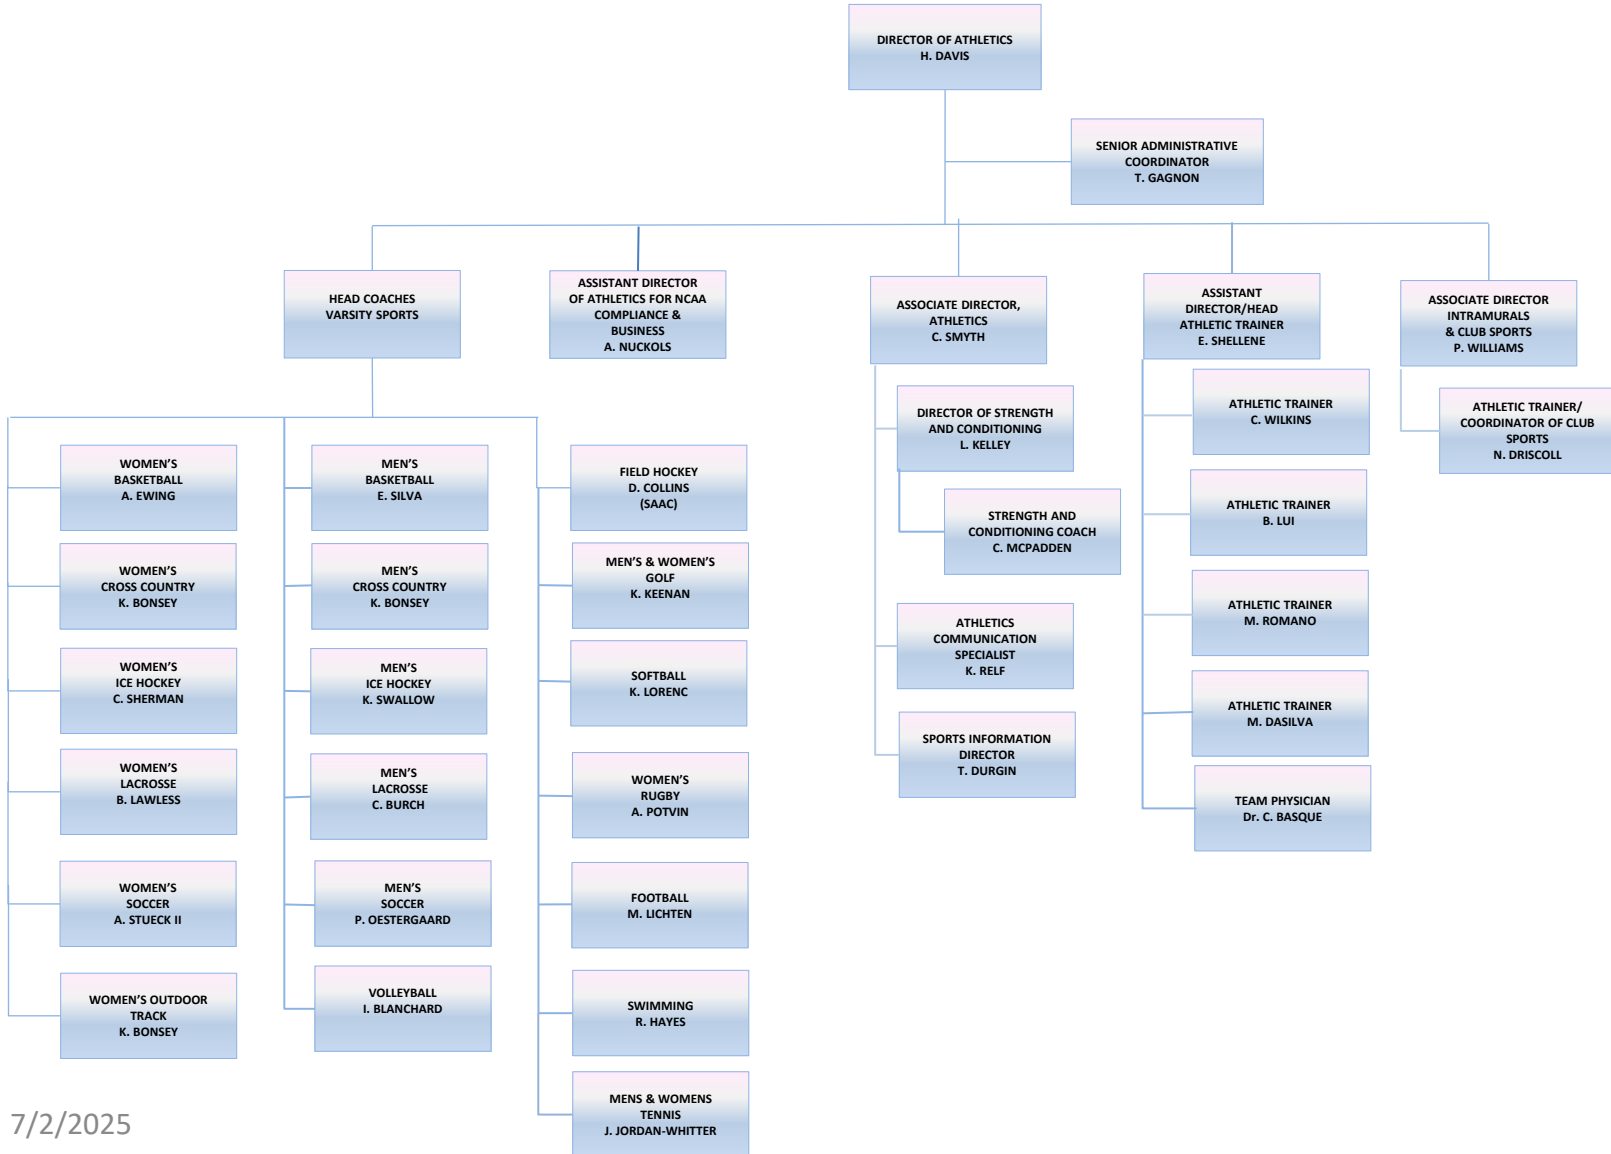 DIRECTOR OF ATHLETICS
H. DAVIS
SENIOR ADMINISTRATIVE
COORDINATOR
T. GAGNON
HEAD COACHES
VARSITY SPORTS
ASSISTANT DIRECTOR
OF ATHLETICS FOR NCAA
COMPLIANCE &
BUSINESS
A. NUCKOLS
ASSOCIATE DIRECTOR,
ATHLETICS
C. SMYTH
ASSISTANT
DIRECTOR/HEAD
ATHLETIC TRAINER
E. SHELLENE
ASSOCIATE DIRECTOR
INTRAMURALS
& CLUB SPORTS
P. WILLIAMS
WOMEN'S
BASKETBALL
A. EWING
WOMEN'S
CROSS COUNTRY
K. BONSEY
WOMEN'S
ICE HOCKEY
C. SHERMAN
WOMEN'S
LACROSSE
B. LAWLESS
WOMEN'S
SOCCER
A. STUECK II
WOMEN'S OUTDOOR
TRACK
K. BONSEY
MEN'S
BASKETBALL
E. SILVA
MEN'S
CROSS COUNTRY
K. BONSEY
MEN'S
ICE HOCKEY
K. SWALLOW
MEN'S
LACROSSE
C. BURCH
MEN'S
SOCCER
P. OESTERGAARD
VOLLEYBALL
I. BLANCHARD
FIELD HOCKEY
D. COLLINS
(SAAC)
MEN'S & WOMEN'S
GOLF
K. KEENAN
SOFTBALL
K. LORENC
WOMEN'S
RUGBY
A. POTVIN
FOOTBALL
M. LICHTEN
SWIMMING
R. HAYES
MENS & WOMENS
TENNIS
J. JORDAN-WHITTER
DIRECTOR OF STRENGTH
AND CONDITIONING
L. KELLEY
STRENGTH AND
CONDITIONING COACH
C. MCPADDEN
ATHLETICS
COMMUNICATION
SPECIALIST
K. RELF
SPORTS INFORMATION
DIRECTOR
T. DURGIN
ATHLETIC TRAINER
C. WILKINS
ATHLETIC TRAINER
B. LUI
ATHLETIC TRAINER
M. ROMANO
ATHLETIC TRAINER
M. DASILVA
TEAM PHYSICIAN
Dr. C. BASQUE
ATHLETIC TRAINER/
COORDINATOR OF CLUB
SPORTS
N. DRISCOLL
7/2/2025